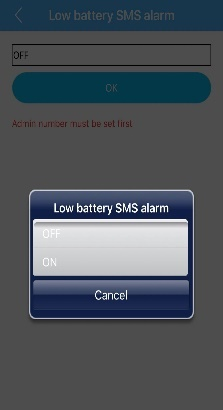 Low battery SMS alarm
OFF
OK
Admin number must be set first
Low battery SMS alarm
OFF
ON
Cancel